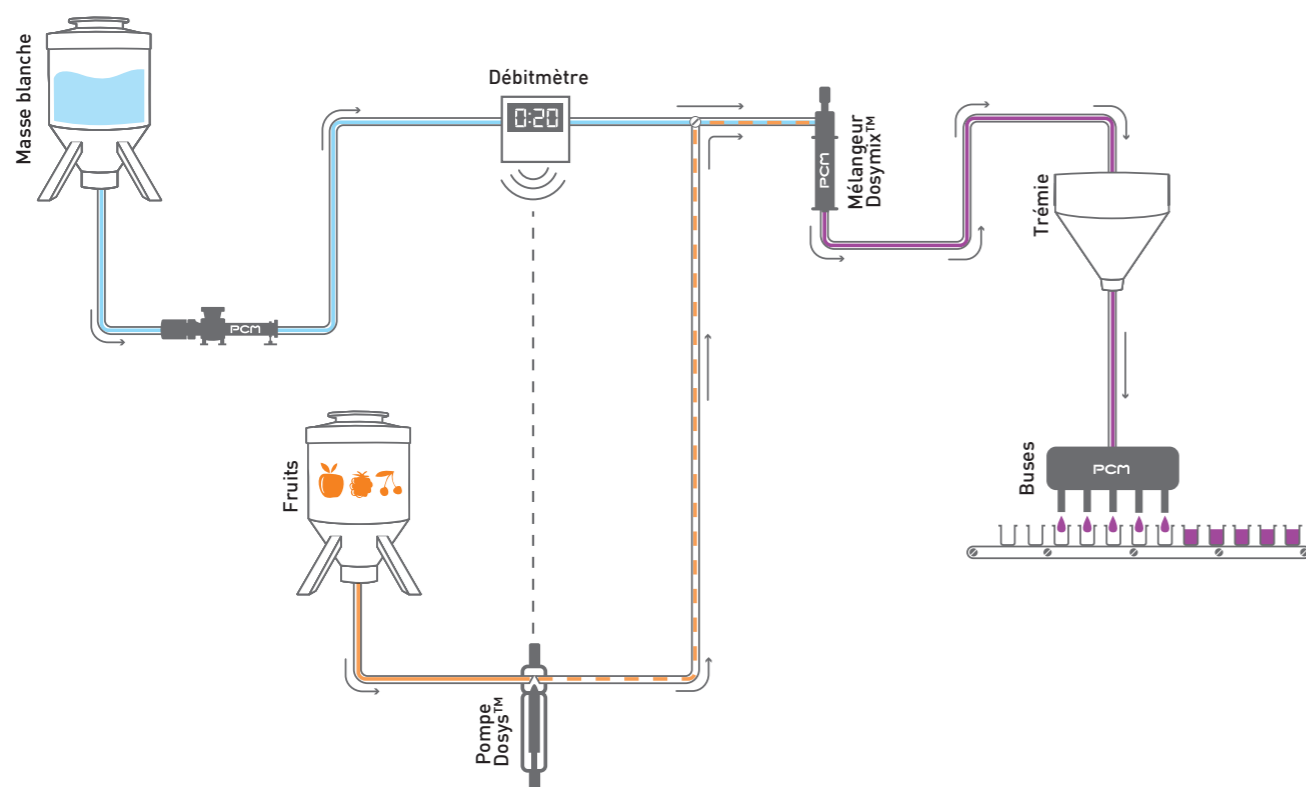 Masse blanche
Débitmètre
0:20
PCM
Mélangeur
Dosymix™
PCM
Trémie
Fruits
Buses
PCM
Pompe
Dosys™